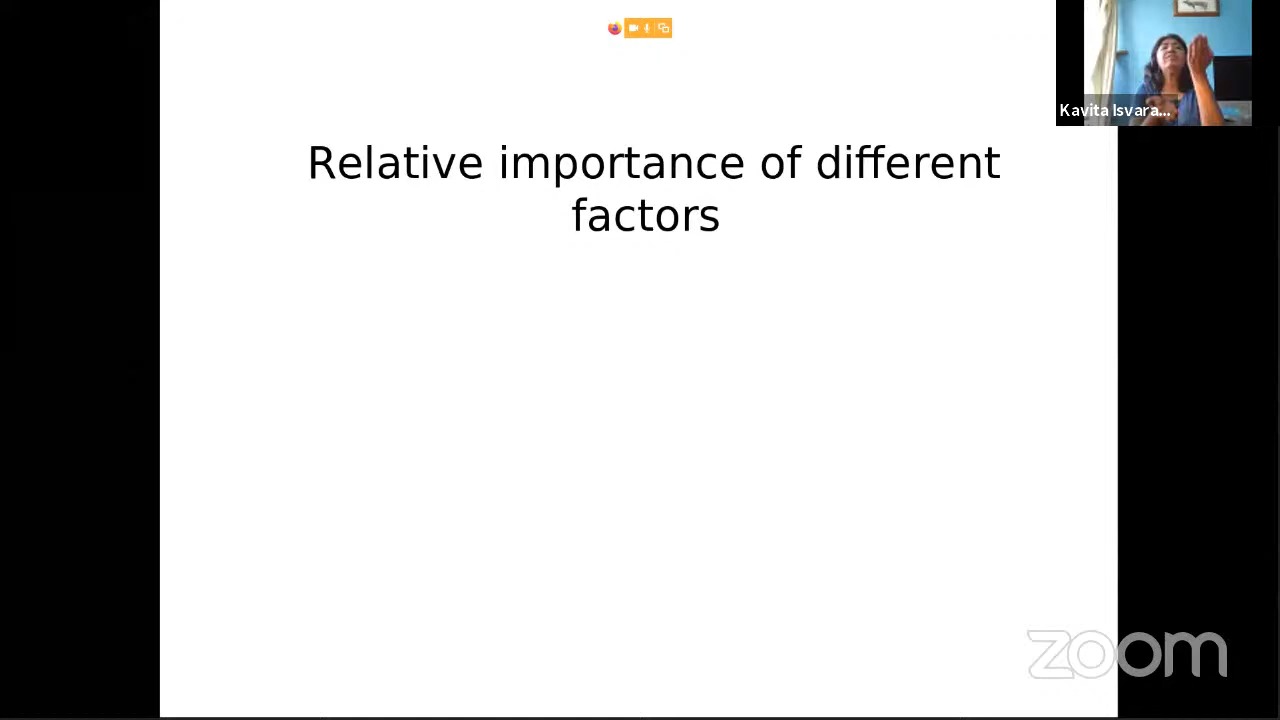 Kavita Isvara...
Relative importance of different
factors
zoom